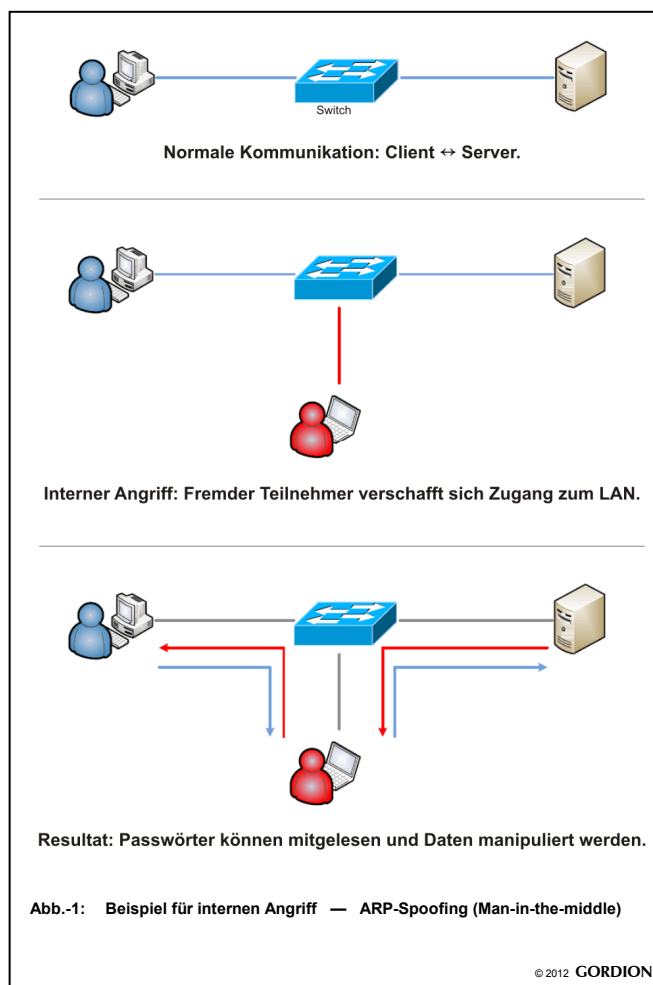 Switch
Normale Kommunikation: Client ↔ Server.
Interner Angriff: Fremder Teilnehmer verschafft sich Zugang zum LAN.
Resultat: Passwörter können mitgelesen und Daten manipuliert werden.
Abb.-1: Beispiel für internen Angriff — ARP-Spoofing (Man-in-the-middle)
© 2012 GORDION